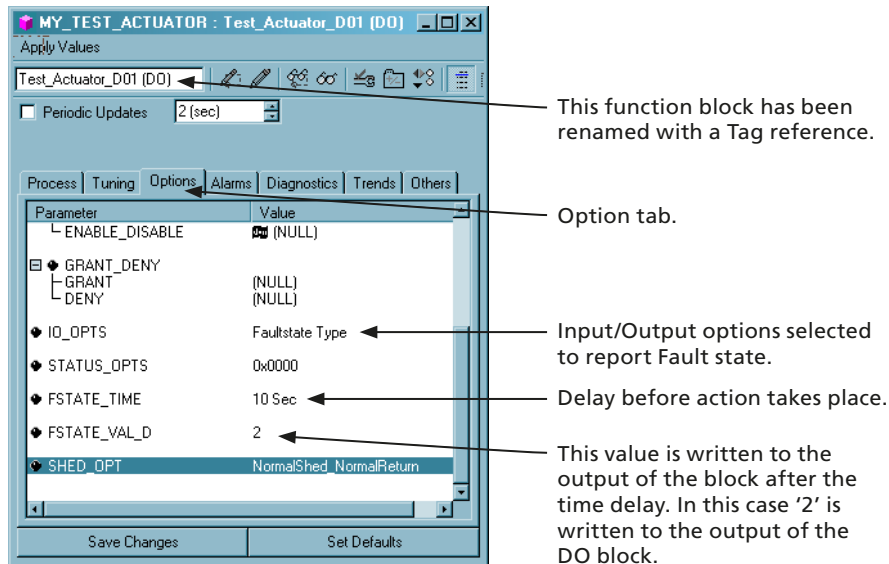 MY_TEST_ACTUATOR : Test_Actuator_D01 (DO)
Apply Values
Test_Actuator_D01 (DO)
Periodic Updates 2 (sec)
This function block has been
renamed with a Tag reference.
Process Tuning Options Alarms Diagnostics Trends Others
Option tab.
Parameter Value
ENABLE_DISABLE (NULL)
GRANT_DENY
GRANT (NULL)
DENY (NULL)
IO_OPTS Faultstate Type
Input/Output options selected
to report Fault state.
STATUS_OPTS 0x0000
FSTATE_TIME 10 Sec
Delay before action takes place.
FSTATE_VAL_D 2
This value is written to the
output of the block after the
time delay. In this case ‘2’ is
written to the output of the
DO block.
SHED_OPT NormalShed_NormalReturn
Save Changes Set Defaults